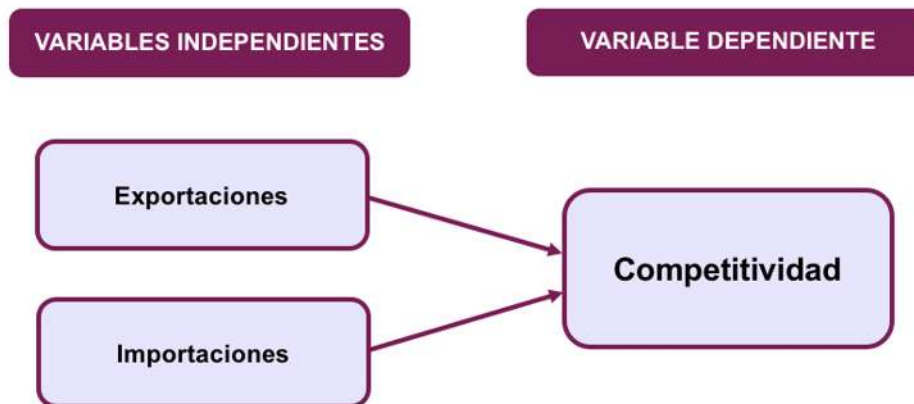 VARIABLES INDEPENDIENTES
VARIABLE DEPENDIENTE
Exportaciones
Competitividad
Importaciones